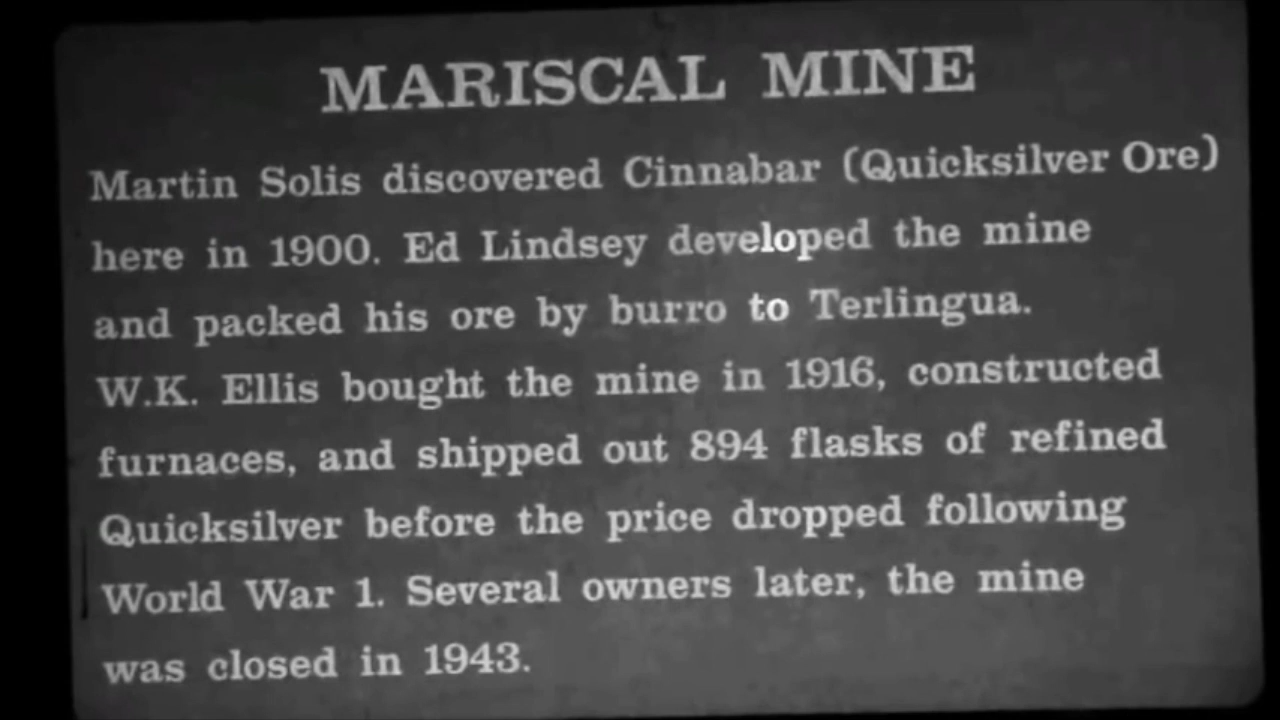 MARISCAL MINE
Martin Solis discovered Cinnabar (Quicksilver Ore)
here in 1900. Ed Lindsey developed the mine
and packed his ore by burro to Terlingua.
W.K. Ellis bought the mine in 1916, constructed
furnaces, and shipped out 894 flasks of refined
Quicksilver before the price dropped following
World War 1. Several owners later, the mine
was closed in 1943.